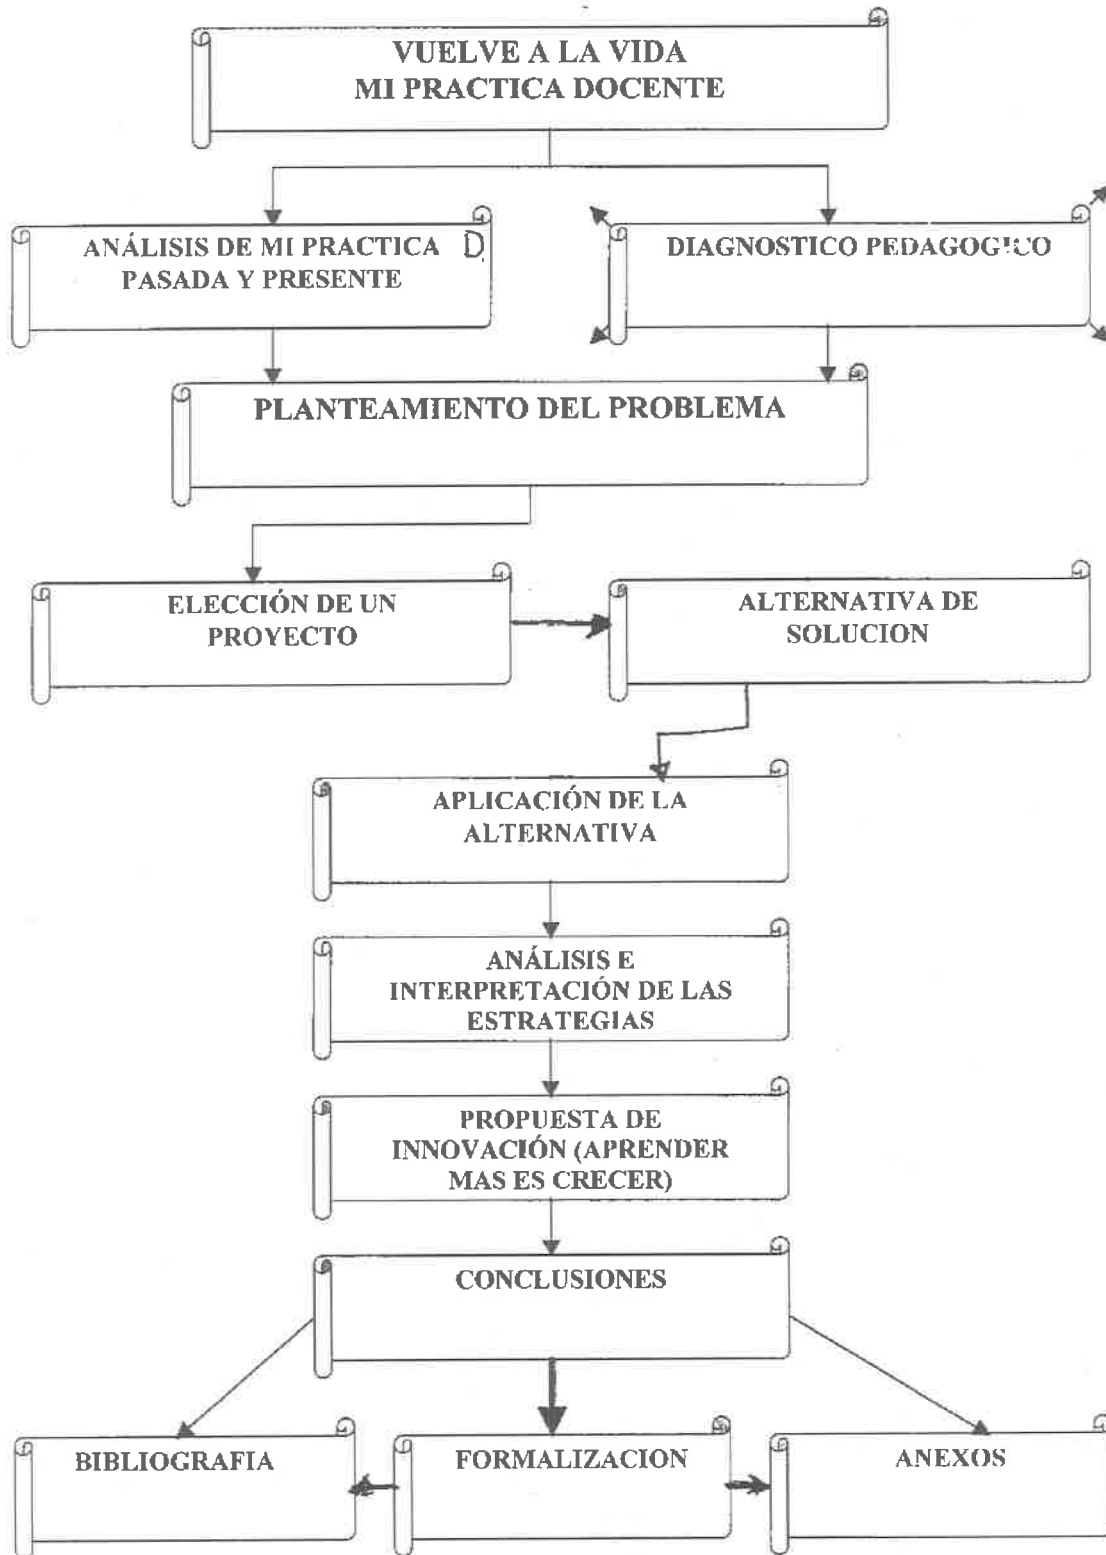 VUELVE A LA VIDA
MI PRACTICA DOCENTE
ANÁLISIS DE MI PRACTICA D.
PASADA Y PRESENTE
DIAGNOSTICO PEDAGOGICO
PLANTEAMIENTO DEL PROBLEMA
ELECCIÓN DE UN
PROYECTO
ALTERNATIVA DE
SOLUCION
APLICACIÓN DE LA
ALTERNATIVA
ANÁLISIS E
INTERPRETACIÓN DE LAS
ESTRATEGIAS
PROPUESTA DE
INNOVACIÓN (APRENDER
MAS ES CRECER)
CONCLUSIONES
BIBLIOGRAFIA
FORMALIZACION
ANEXOS